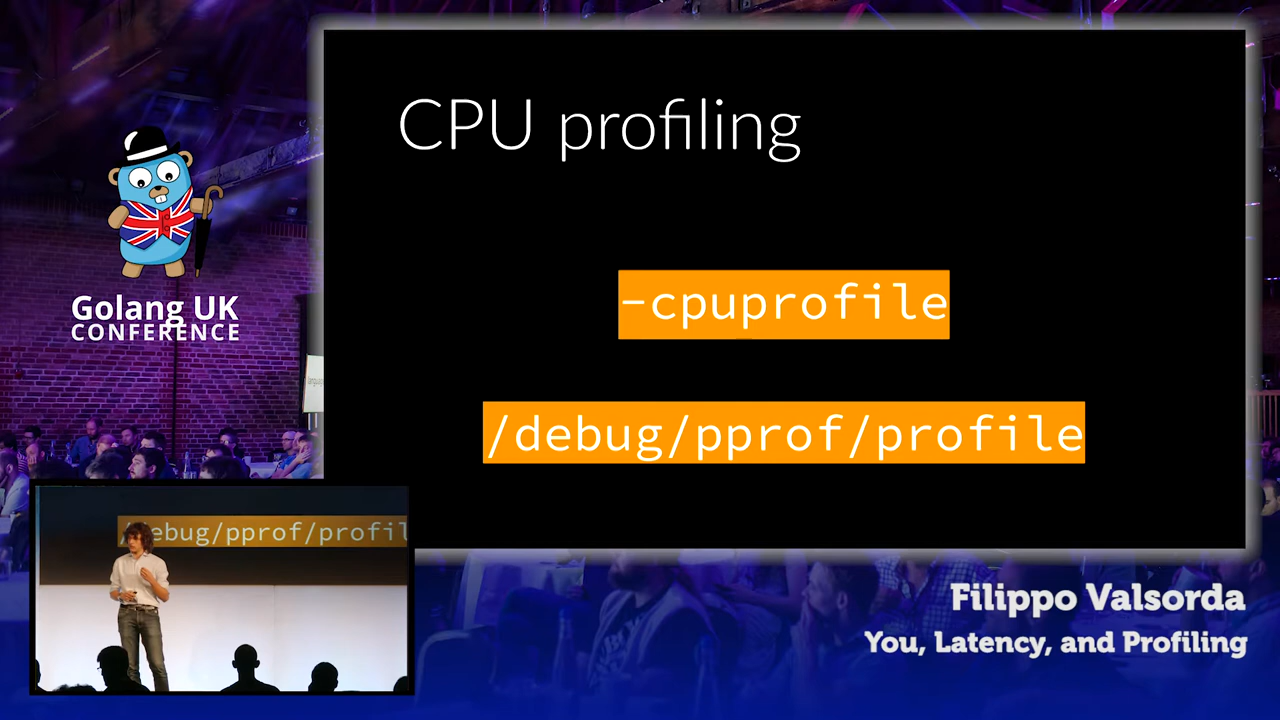 CPU profiling
-cpuprofile
/debug/pprof/profile
Golang UK
CONFERENCE
/debug/pprof/profil
Filippo Valsorda
You, Latency, and Profiling